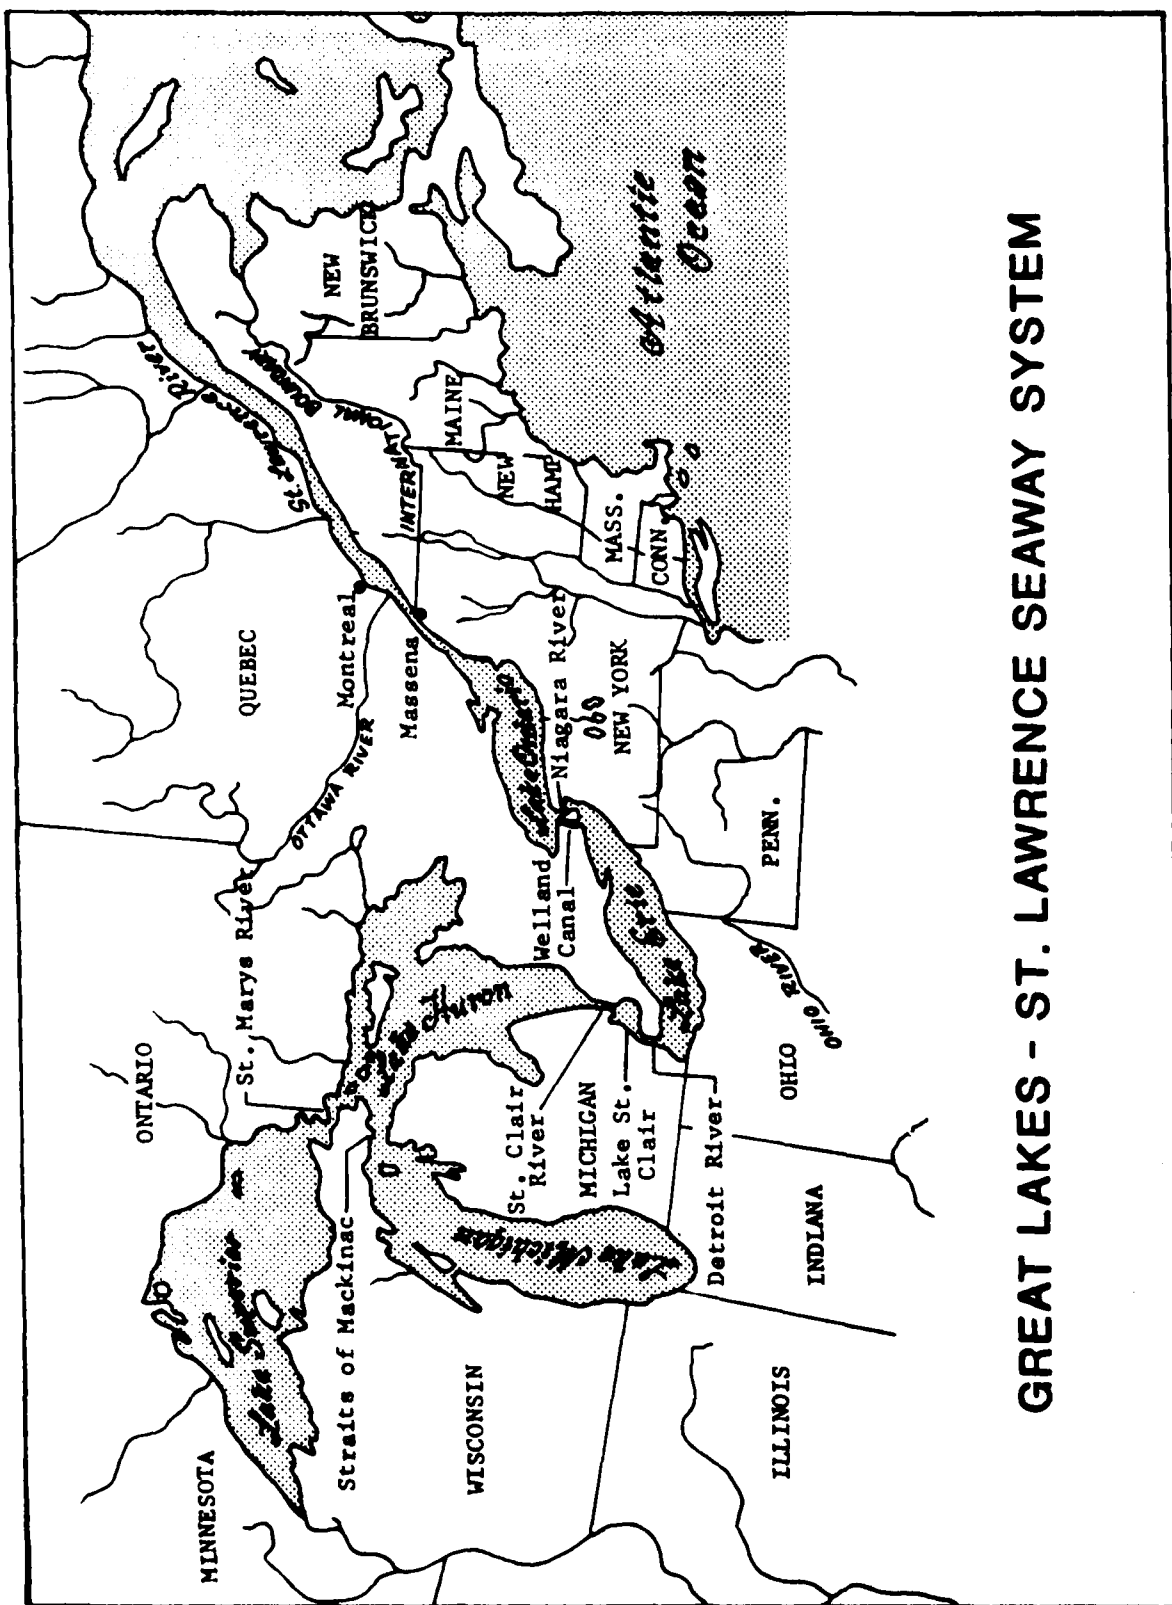 MINNESOTA
ONTARIO
St. Marys River
QUEBEC
OTTAWA RIVER
Montreal
Massena
St. Lawrence River
INTERNATIONAL BOUNDARY
NEW
BRUNSWICK
MAINE
NEW
HAMP
MASS.
CONN
Atlantic
Ocean
Lake Superior
Straits of Mackinac
WISCONSIN
Lake
Michigan
Lake Huron
St. Clair
River
MICHIGAN
Lake St.
Clair
Detroit River
Welland
Canal
Lake Erie
Lake Ontario
Niagara River
NEW YORK
PENN.
OHIO RIVER
OHIO
INDIANA
ILLINOIS
GREAT LAKES - ST. LAWRENCE SEAWAY SYSTEM